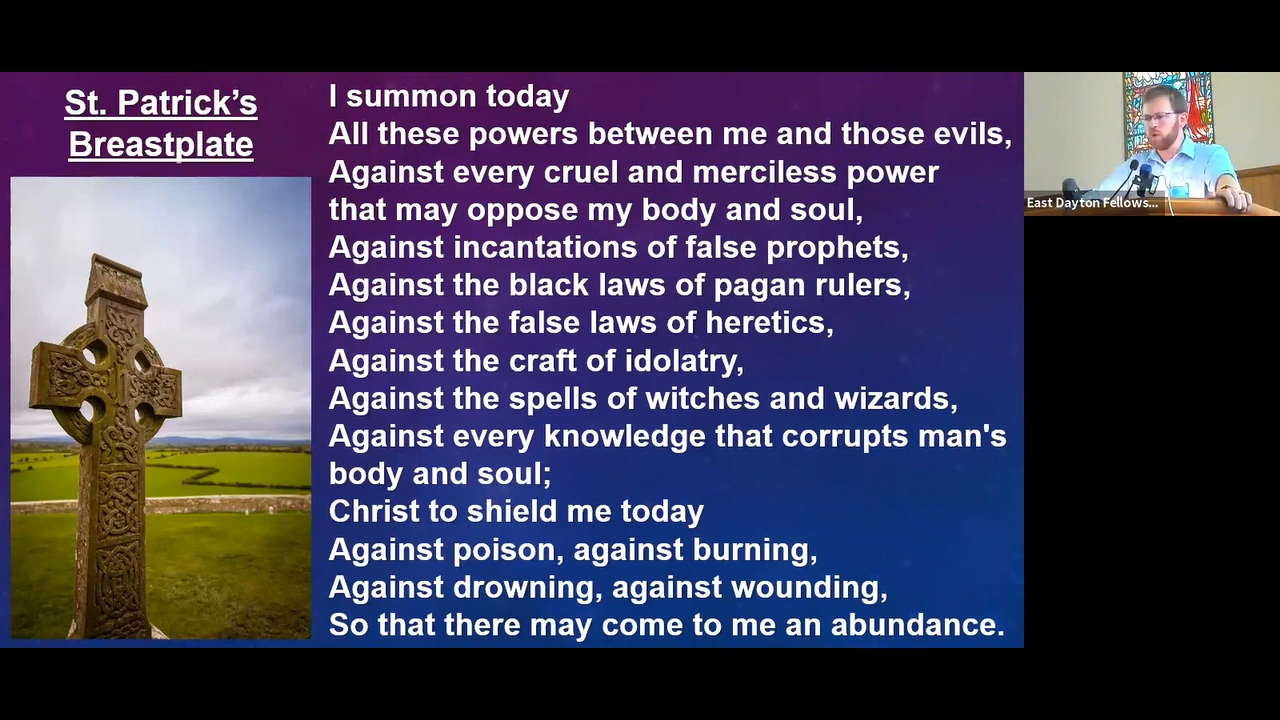 St. Patrick’s
Breastplate
I summon today
All these powers between me and those evils,
Against every cruel and merciless power
that may oppose my body and soul,
Against incantations of false prophets,
Against the black laws of pagan rulers,
Against the false laws of heretics,
Against the craft of idolatry,
Against the spells of witches and wizards,
Against every knowledge that corrupts man's
body and soul;
Christ to shield me today
Against poison, against burning,
Against drowning, against wounding,
So that there may come to me an abundance.
East Dayton Fellows...